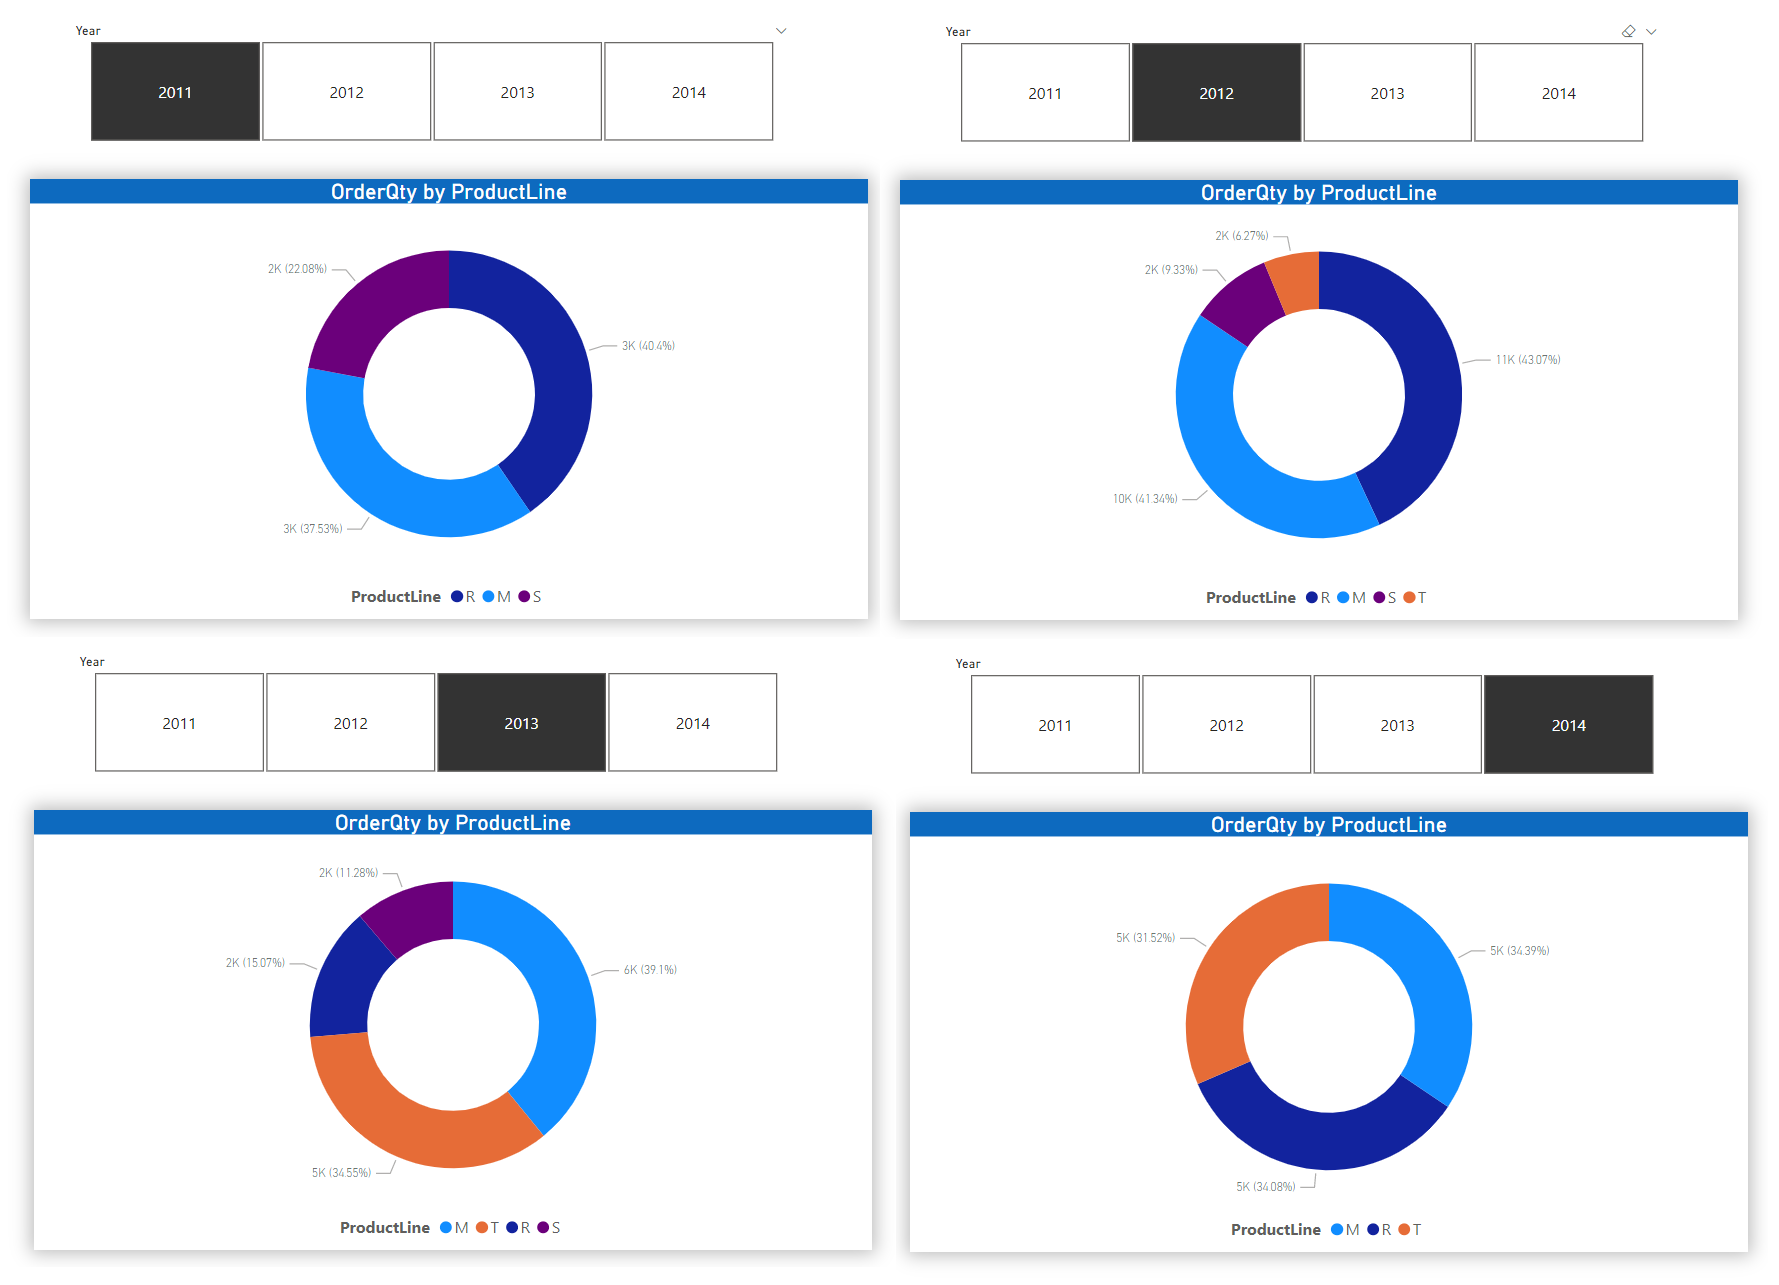 Year
2011 2012 2013 2014
OrderQty by ProductLine
2K (22.08%)
3K (40.4%)
3K (37.53%)
ProductLine R M S
Year
2011 2012 2013 2014
OrderQty by ProductLine
2K (6.27%)
2K (9.33%)
11K (43.07%)
10K (41.34%)
ProductLine R M S T
Year
2011 2012 2013 2014
OrderQty by ProductLine
2K (11.28%)
2K (15.07%)
6K (39.1%)
5K (34.55%)
ProductLine M T R S
Year
2011 2012 2013 2014
OrderQty by ProductLine
5K (31.52%)
5K (34.39%)
5K (34.08%)
ProductLine M R T